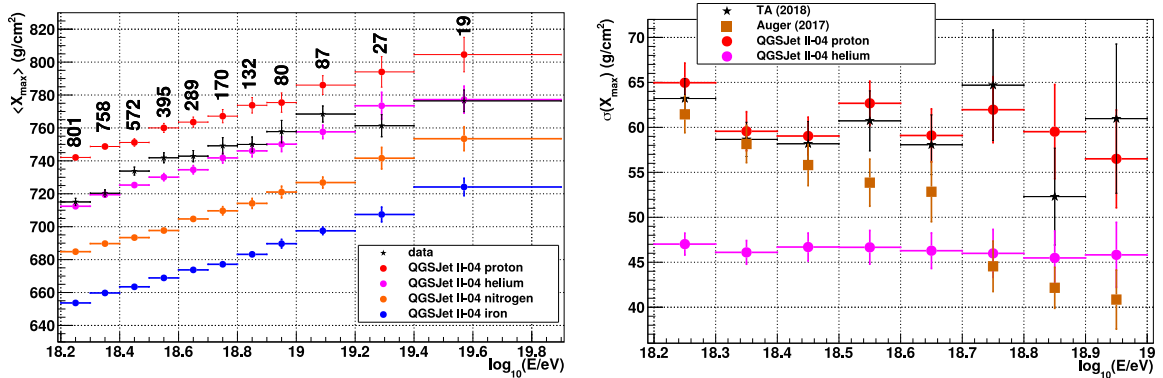 <X_max> (g/cm²)
820
800
780
760
740
720
700
680
660
640
801
758
572
395
289
170
132
80
87
27
19
data
QGSJet II-04 proton
QGSJet II-04 helium
QGSJet II-04 nitrogen
QGSJet II-04 iron
18.2 18.4 18.6 18.8 19 19.2 19.4 19.6 19.8
log₁₀(E/eV)
σ(X_max) (g/cm²)
TA (2018)
Auger (2017)
QGSJet II-04 proton
QGSJet II-04 helium
70
65
60
55
50
45
40
18.2 18.3 18.4 18.5 18.6 18.7 18.8 18.9
log₁₀(E/eV)